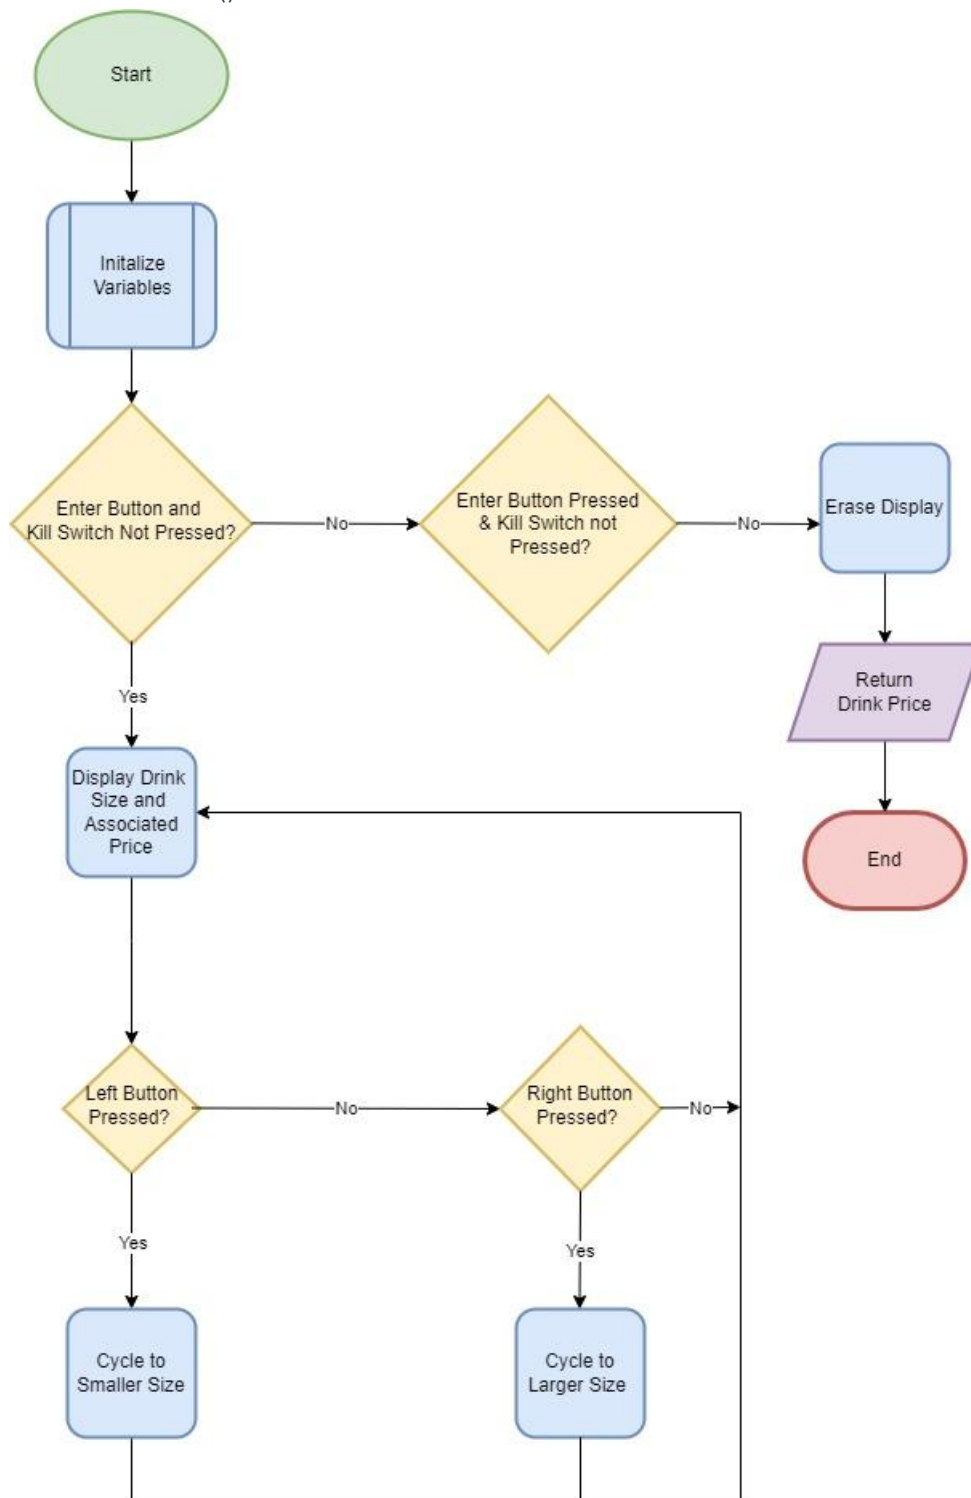 ()
Start
Initalize
Variables
Enter Button and
Kill Switch Not Pressed?
No
Enter Button Pressed
& Kill Switch not
Pressed?
No
Erase Display
Return
Drink Price
End
Yes
Display Drink
Size and
Associated
Price
Left Button
Pressed?
No
Right Button
Pressed?
No
Yes
Yes
Cycle to
Smaller Size
Cycle to
Larger Size